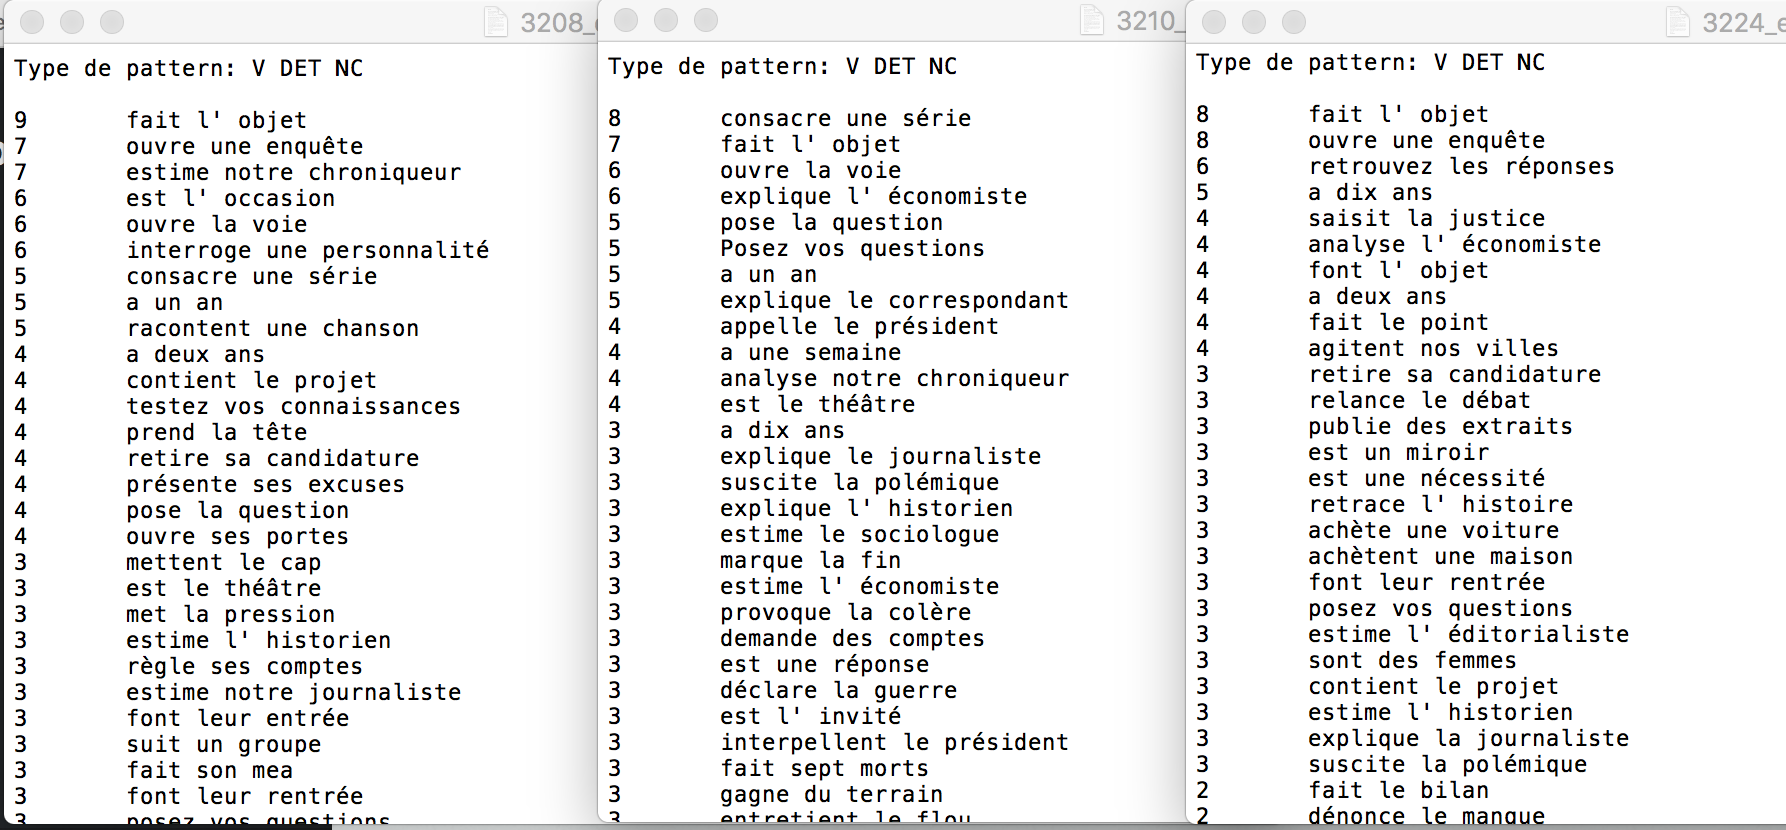 3208_
Type de pattern: V DET NC
9 fait l' objet
7 ouvre une enquête
7 estime notre chroniqueur
6 est l' occasion
6 ouvre la voie
6 interroge une personnalité
5 consacre une série
5 a un an
5 racontent une chanson
4 a deux ans
4 contient le projet
4 testez vos connaissances
4 prend la tête
4 retire sa candidature
4 présente ses excuses
4 pose la question
4 ouvre ses portes
3 mettent le cap
3 est le théâtre
3 met la pression
3 estime l' historien
3 règle ses comptes
3 estime notre journaliste
3 font leur entrée
3 suit un groupe
3 fait son mea
3 font leur rentrée
3 posez vos questions
3210_
Type de pattern: V DET NC
8 consacre une série
7 fait l' objet
6 ouvre la voie
6 explique l' économiste
5 pose la question
5 Posez vos questions
5 a un an
5 explique le correspondant
4 appelle le président
4 a une semaine
4 analyse notre chroniqueur
4 est le théâtre
3 a dix ans
3 explique le journaliste
3 suscite la polémique
3 explique l' historien
3 estime le sociologue
3 marque la fin
3 estime l' économiste
3 provoque la colère
3 demande des comptes
3 est une réponse
3 déclare la guerre
3 est l' invité
3 interpellent le président
3 fait sept morts
3 gagne du terrain
3 entretient le flou
3224_e
Type de pattern: V DET NC
8 fait l' objet
8 ouvre une enquête
6 retrouvez les réponses
5 a dix ans
4 saisit la justice
4 analyse l' économiste
4 font l' objet
4 a deux ans
4 fait le point
4 agitent nos villes
3 retire sa candidature
3 relance le débat
3 publie des extraits
3 est un miroir
3 est une nécessité
3 retrace l' histoire
3 achète une voiture
3 achètent une maison
3 font leur rentrée
3 posez vos questions
3 estime l' éditorialiste
3 sont des femmes
3 contient le projet
3 estime l' historien
3 explique la journaliste
3 suscite la polémique
2 fait le bilan
2 dénonce le manque